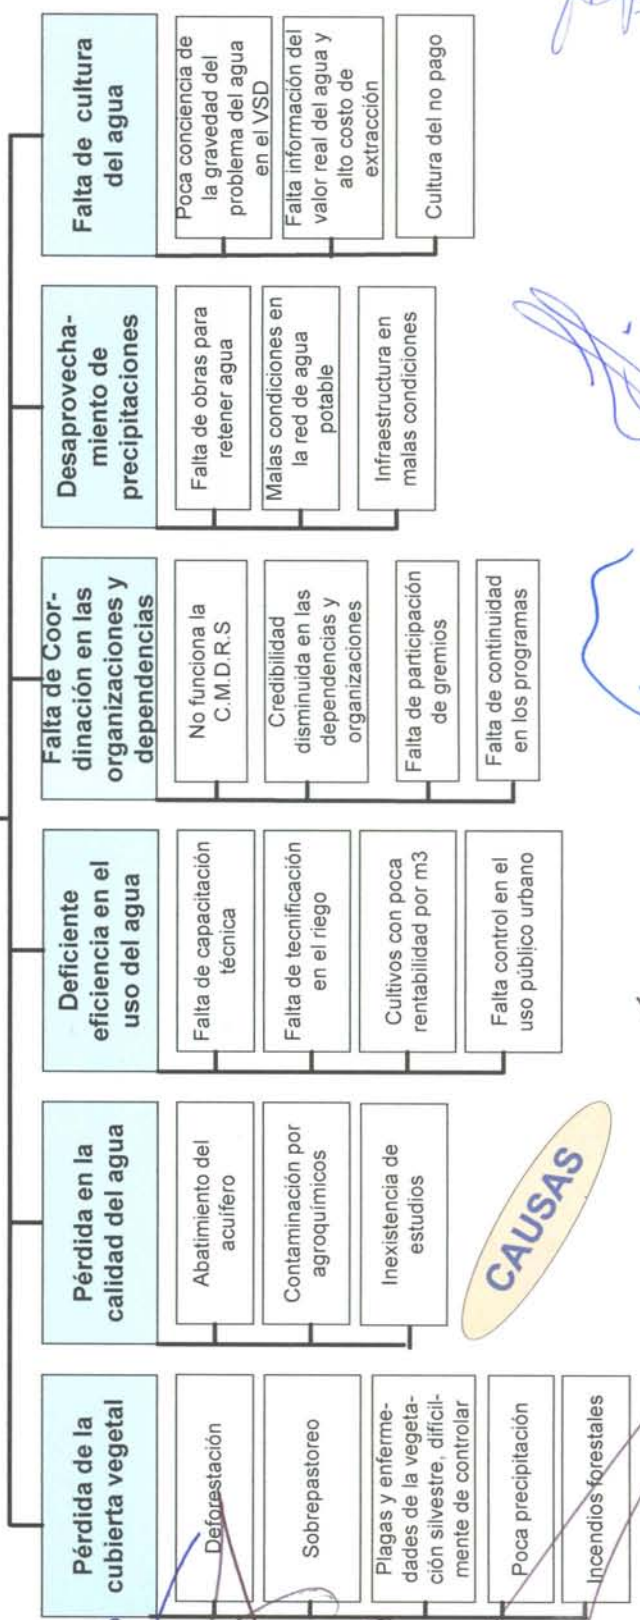 Pérdida de la
cubierta vegetal
Deforestación
Sobrepastoreo
Plagas y enferme-
dades de la vegeta-
ción silvestre, difícil-
mente de controlar
Poca precipitación
Incendios forestales
Pérdida en la
calidad del agua
Abatimiento del
acuífero
Contaminación por
agroquímicos
Inexistencia de
estudios
Deficiente
eficiencia en el
uso del agua
Falta de capacitación
técnica
Falta de tecnificación
en el riego
Cultivos con poca
rentabilidad por m3
Falta control en el
uso público urbano
Falta de Coor-
dinación en las
organizaciones y
dependencias
No funciona la
C.M.D.R.S
Credibilidad
disminuida en las
dependencias y
organizaciones
Falta de participación
de gremios
Falta de continuidad
en los programas
Desaprovecha-
miento de
precipitaciones
Falta de obras para
retener agua
Malas condiciones en
la red de agua
potable
Infraestructura en
malas condiciones
Falta de cultura
del agua
Poca conciencia de
la gravedad del
problema del agua
en el VSD
Falta información del
valor real del agua y
alto costo de
extracción
Cultura del no pago
CAUSAS